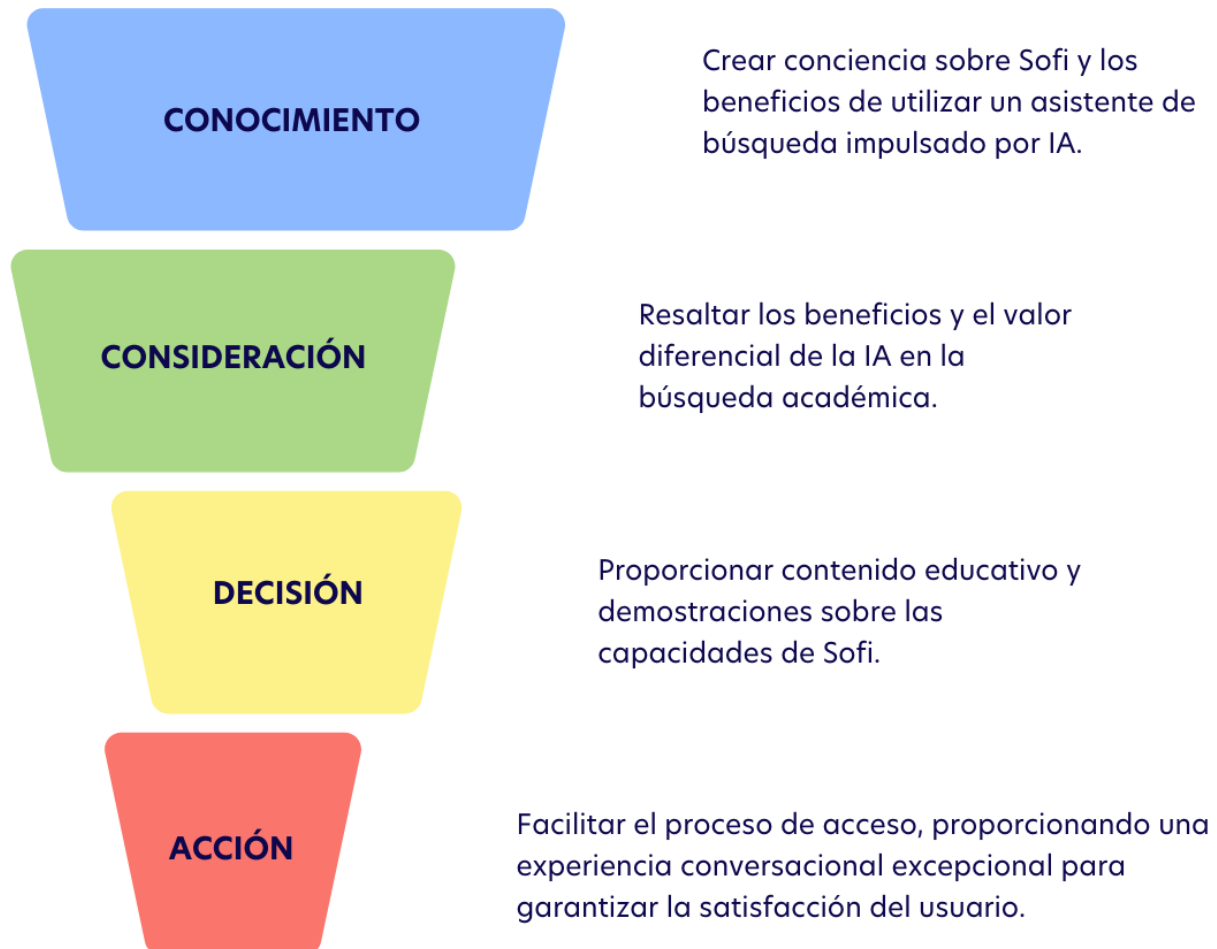 CONOCIMIENTO
Crear conciencia sobre Sofi y los
beneficios de utilizar un asistente de
búsqueda impulsado por IA.
CONSIDERACIÓN
Resaltar los beneficios y el valor
diferencial de la IA en la
búsqueda académica.
DECISIÓN
Proporcionar contenido educativo y
demostraciones sobre las
capacidades de Sofi.
ACCIÓN
Facilitar el proceso de acceso, proporcionando una
experiencia conversacional excepcional para
garantizar la satisfacción del usuario.